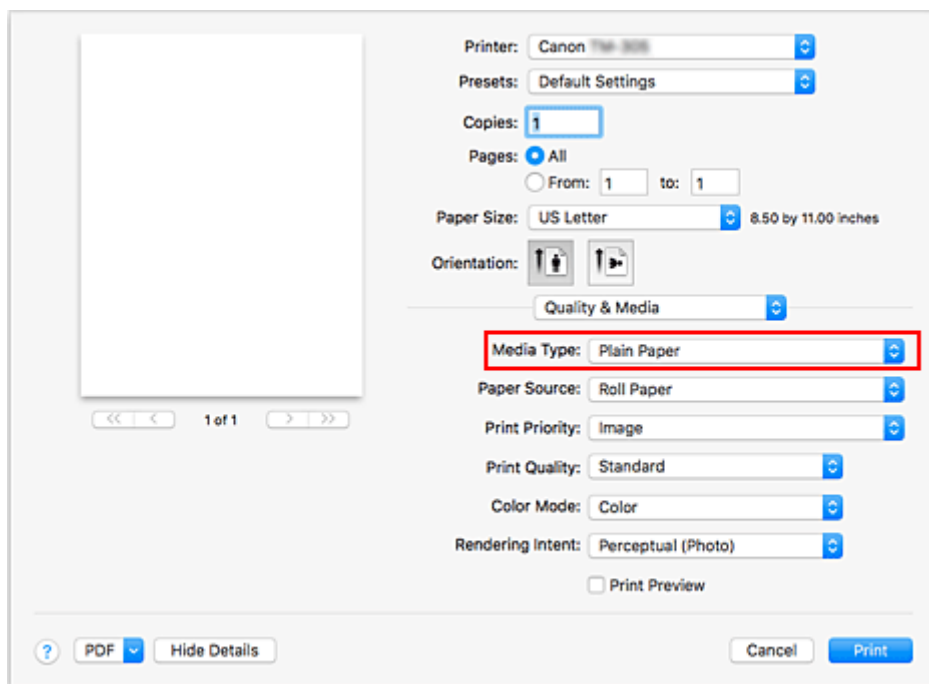 Printer: Canon
Presets: Default Settings
Copies: 1
Pages: All
From: 1 to: 1
Paper Size: US Letter 8.50 by 11.00 inches
Orientation:
Quality & Media
Media Type: Plain Paper
Paper Source: Roll Paper
<< < 1 of 1 > >>
Print Priority: Image
Print Quality: Standard
Color Mode: Color
Rendering Intent: Perceptual (Photo)
Print Preview
? PDF Hide Details Cancel Print